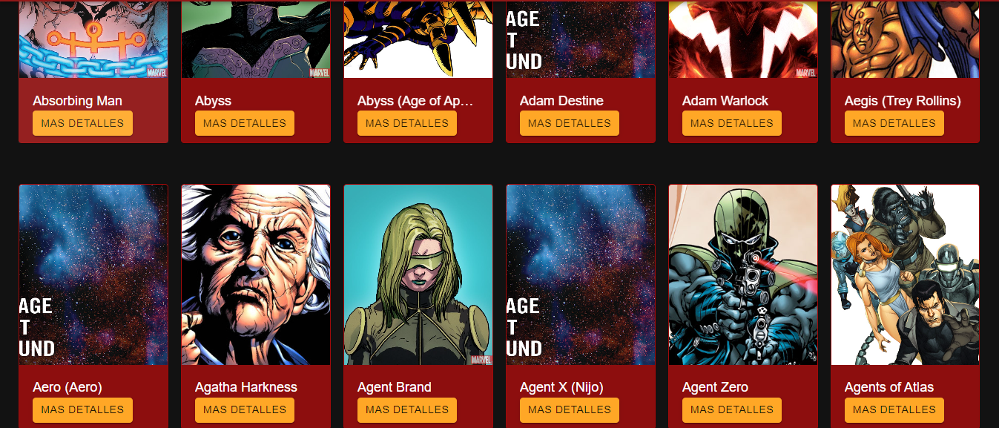 MARVEL
MARVEL
AGE
T
UND
MARVEL
Absorbing Man
Abyss
Abyss (Age of Ap...
Adam Destine
Adam Warlock
Aegis (Trey Rollins)
MAS DETALLES
MAS DETALLES
MAS DETALLES
MAS DETALLES
MAS DETALLES
MAS DETALLES
AGE
T
UND
MARVEL
AGE
T
UND
Aero (Aero)
Agatha Harkness
Agent Brand
Agent X (Nijo)
Agent Zero
Agents of Atlas
MAS DETALLES
MAS DETALLES
MAS DETALLES
MAS DETALLES
MAS DETALLES
MAS DETALLES